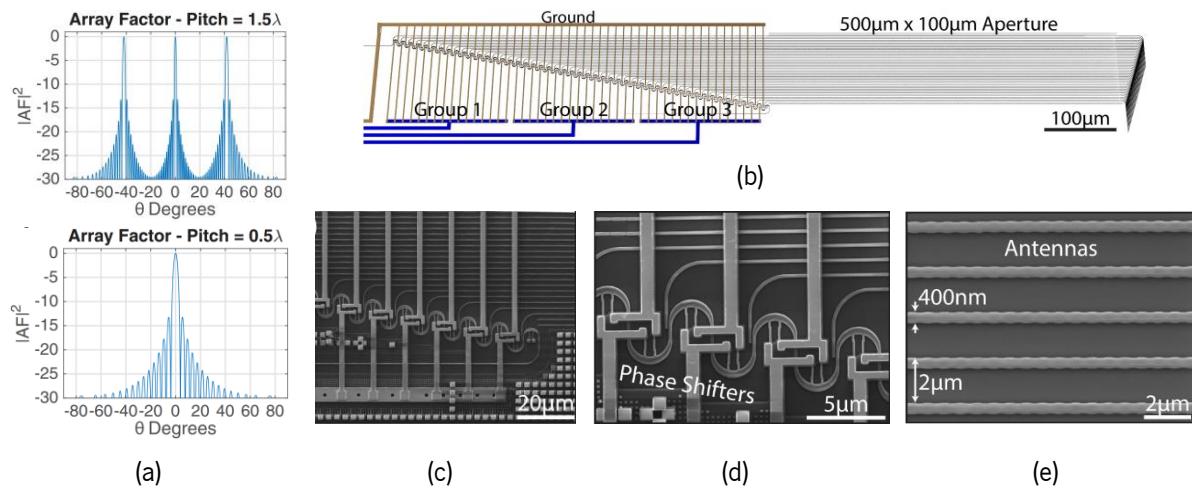 Array Factor - Pitch = 1.5λ
|AF|²
0
-5
-10
-15
-20
-25
-30
-80 -60 -40 -20 0 20 40 60 80
θ Degrees
Array Factor - Pitch = 0.5λ
|AF|²
0
-5
-10
-15
-20
-25
-30
-80 -60 -40 -20 0 20 40 60 80
θ Degrees
(a)
Ground
500μm x 100μm Aperture
Group 1 Group 2 Group 3
100μm
(b)
20μm
(c)
Phase Shifters
5μm
(d)
Antennas
400nm
2μm
2μm
(e)